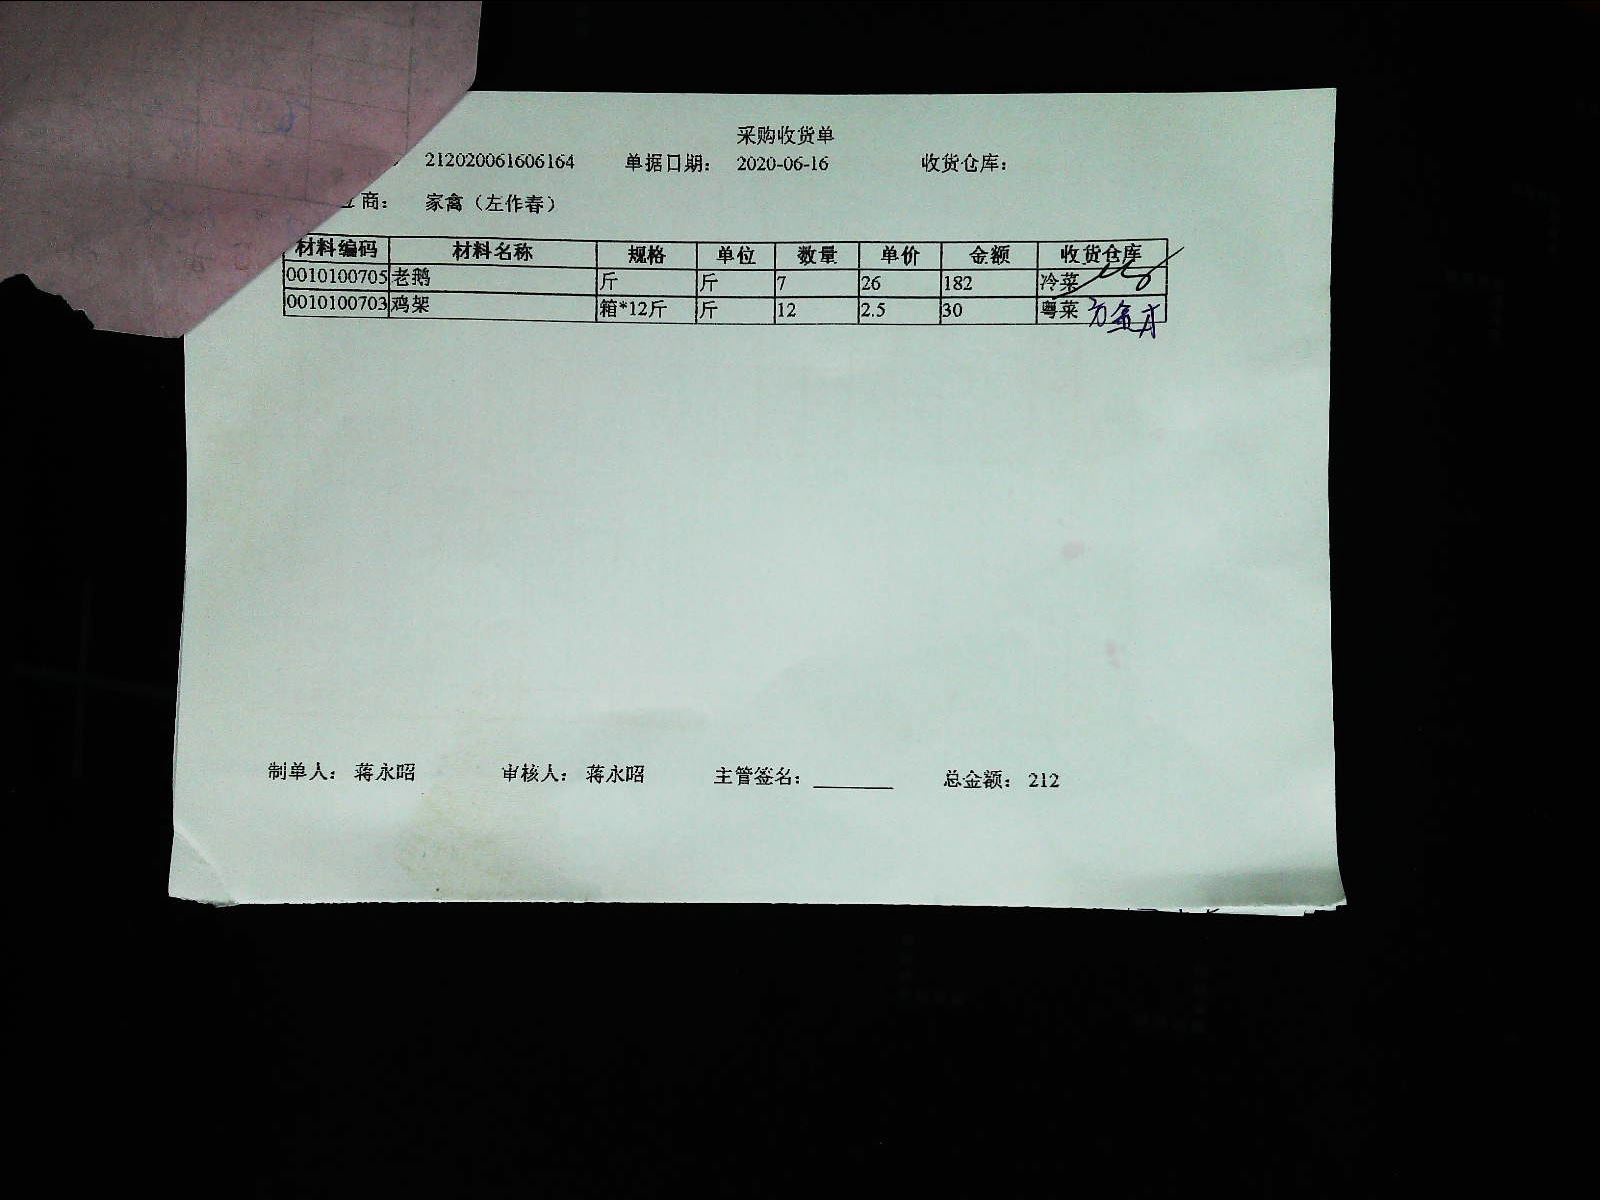 采购收货单
212020061606164 单据日期： 2020-06-16 收货仓库：
商： 家禽（左作春）
材料编码 材料名称 规格 单位 数量 单价 金额 收货仓库
0010100705 老鹅 斤 斤 7 26 182 冷菜
0010100703 鸡架 箱*12斤 斤 12 2.5 30 粤菜
制单人： 蒋永昭 审核人： 蒋永昭 主管签名： 总金额： 212